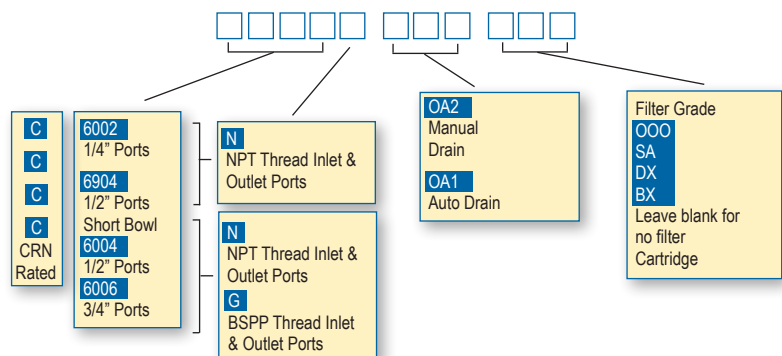 C
C
C
C
CRN
Rated
6002
1/4” Ports
6904
1/2” Ports
Short Bowl
6004
1/2” Ports
6006
3/4” Ports
N
NPT Thread Inlet &
Outlet Ports
N
NPT Thread Inlet &
Outlet Ports
G
BSPP Thread Inlet
& Outlet Ports
OA2
Manual
Drain
OA1
Auto Drain
Filter Grade
OOO
SA
DX
BX
Leave blank for
no filter
Cartridge